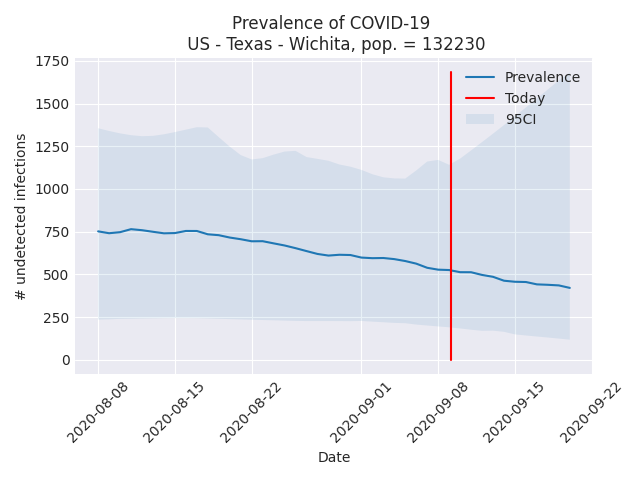 Prevalence of COVID-19
US - Texas - Wichita, pop. = 132230
Prevalence
Today
95CI
# undetected infections
1750
1500
1250
1000
750
500
250
0
2020-08-08
2020-08-15
2020-08-22
2020-09-01
2020-09-08
2020-09-15
2020-09-22
Date